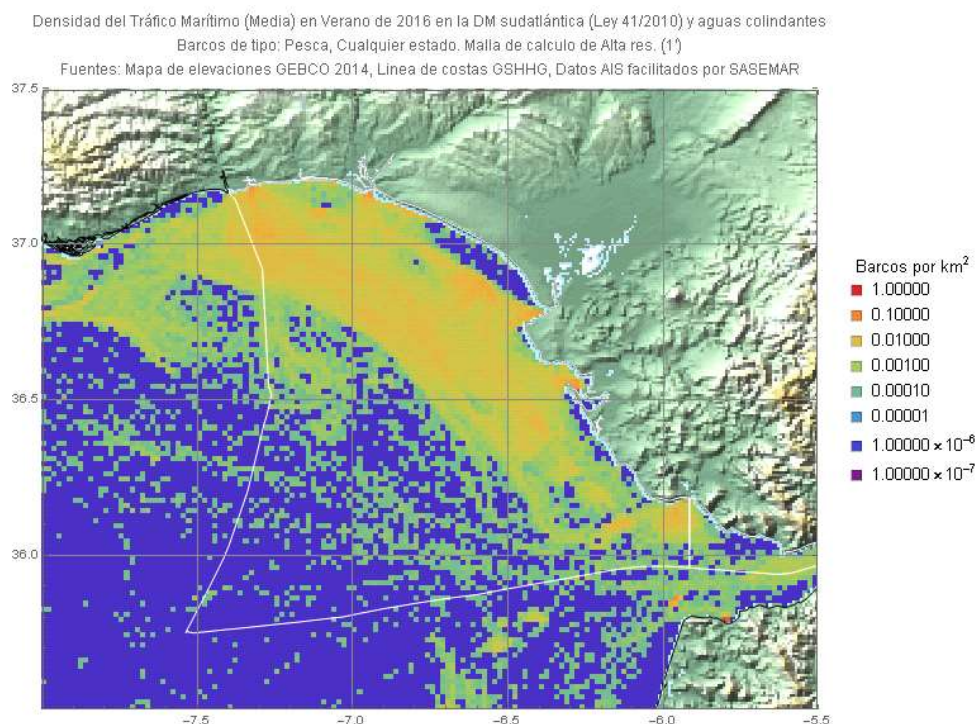 Densidad del Tráfico Marítimo (Media) en Verano de 2016 en la DM sudatlántica (Ley 41/2010) y aguas colindantes
Barcos de tipo: Pesca, Cualquier estado. Malla de calculo de Alta res. (1')
Fuentes: Mapa de elevaciones GEBCO 2014, Linea de costas GSHHG, Datos AIS facilitados por SASEMAR
37.5
37.0
36.5
36.0
-7.5 -7.0 -6.5 -6.0 -5.5
Barcos por km²
1.00000
0.10000
0.01000
0.00100
0.00010
0.00001
1.00000 × 10⁻⁶
1.00000 × 10⁻⁷